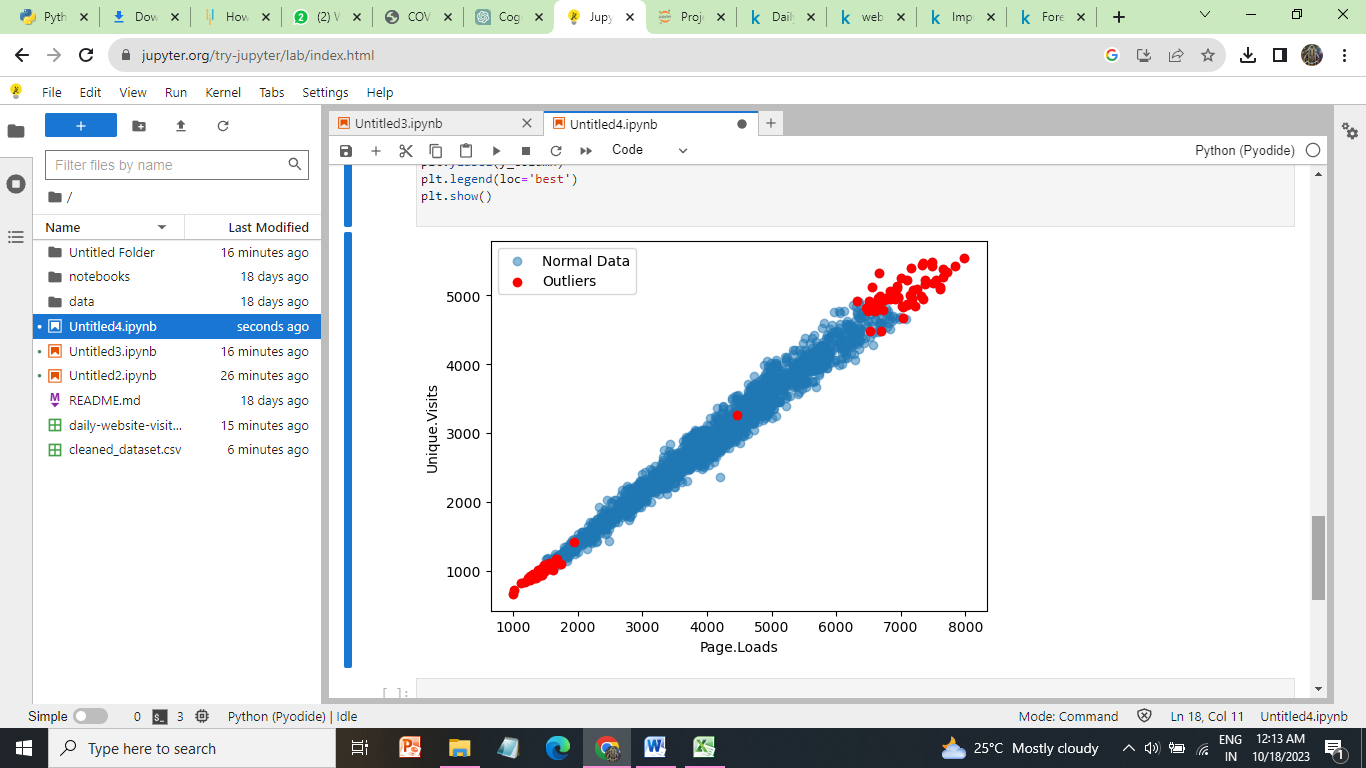 Pyth
Dow
How
(2) V
COV
Cog
Jupy
Proj
Daily
web
Imp
Fore
jupyter.org/try-jupyter/lab/index.html
File Edit View Run Kernel Tabs Settings Help
Untitled3.ipynb
Untitled4.ipynb
Filter files by name
Code
Python (Pyodide)
/
Name Last Modified
Untitled Folder 16 minutes ago
notebooks 18 days ago
data 18 days ago
Untitled4.ipynb seconds ago
Untitled3.ipynb 16 minutes ago
Untitled2.ipynb 26 minutes ago
README.md 18 days ago
daily-website-visit... 15 minutes ago
cleaned_dataset.csv 6 minutes ago
plt.legend(loc='best')
plt.show()
Normal Data
Outliers
5000
4000
3000
2000
1000
Unique.Visits
1000 2000 3000 4000 5000 6000 7000 8000
Page.Loads
[ ]:
Simple 0 3 Python (Pyodide) | Idle Mode: Command Ln 18, Col 11 Untitled4.ipynb
Type here to search
25°C Mostly cloudy
ENG
IN
12:13 AM
10/18/2023
1